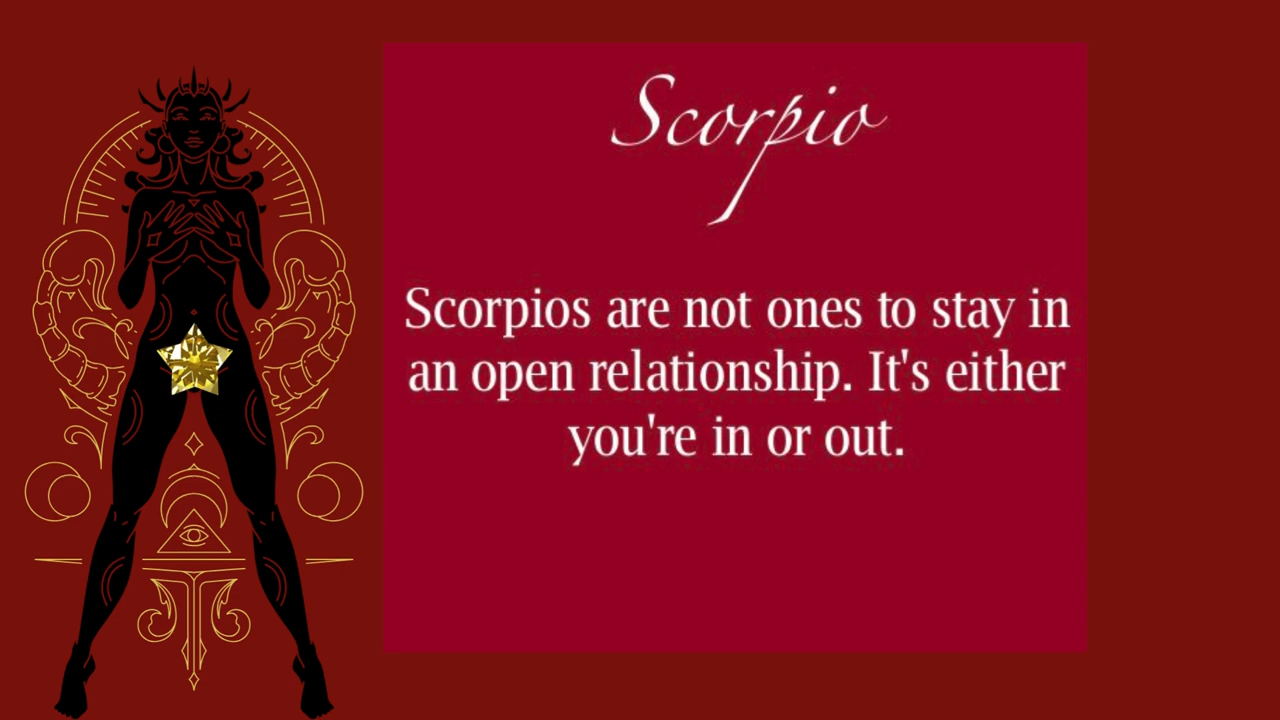 Scorpio
Scorpios are not ones to stay in
an open relationship. It's either
you're in or out.